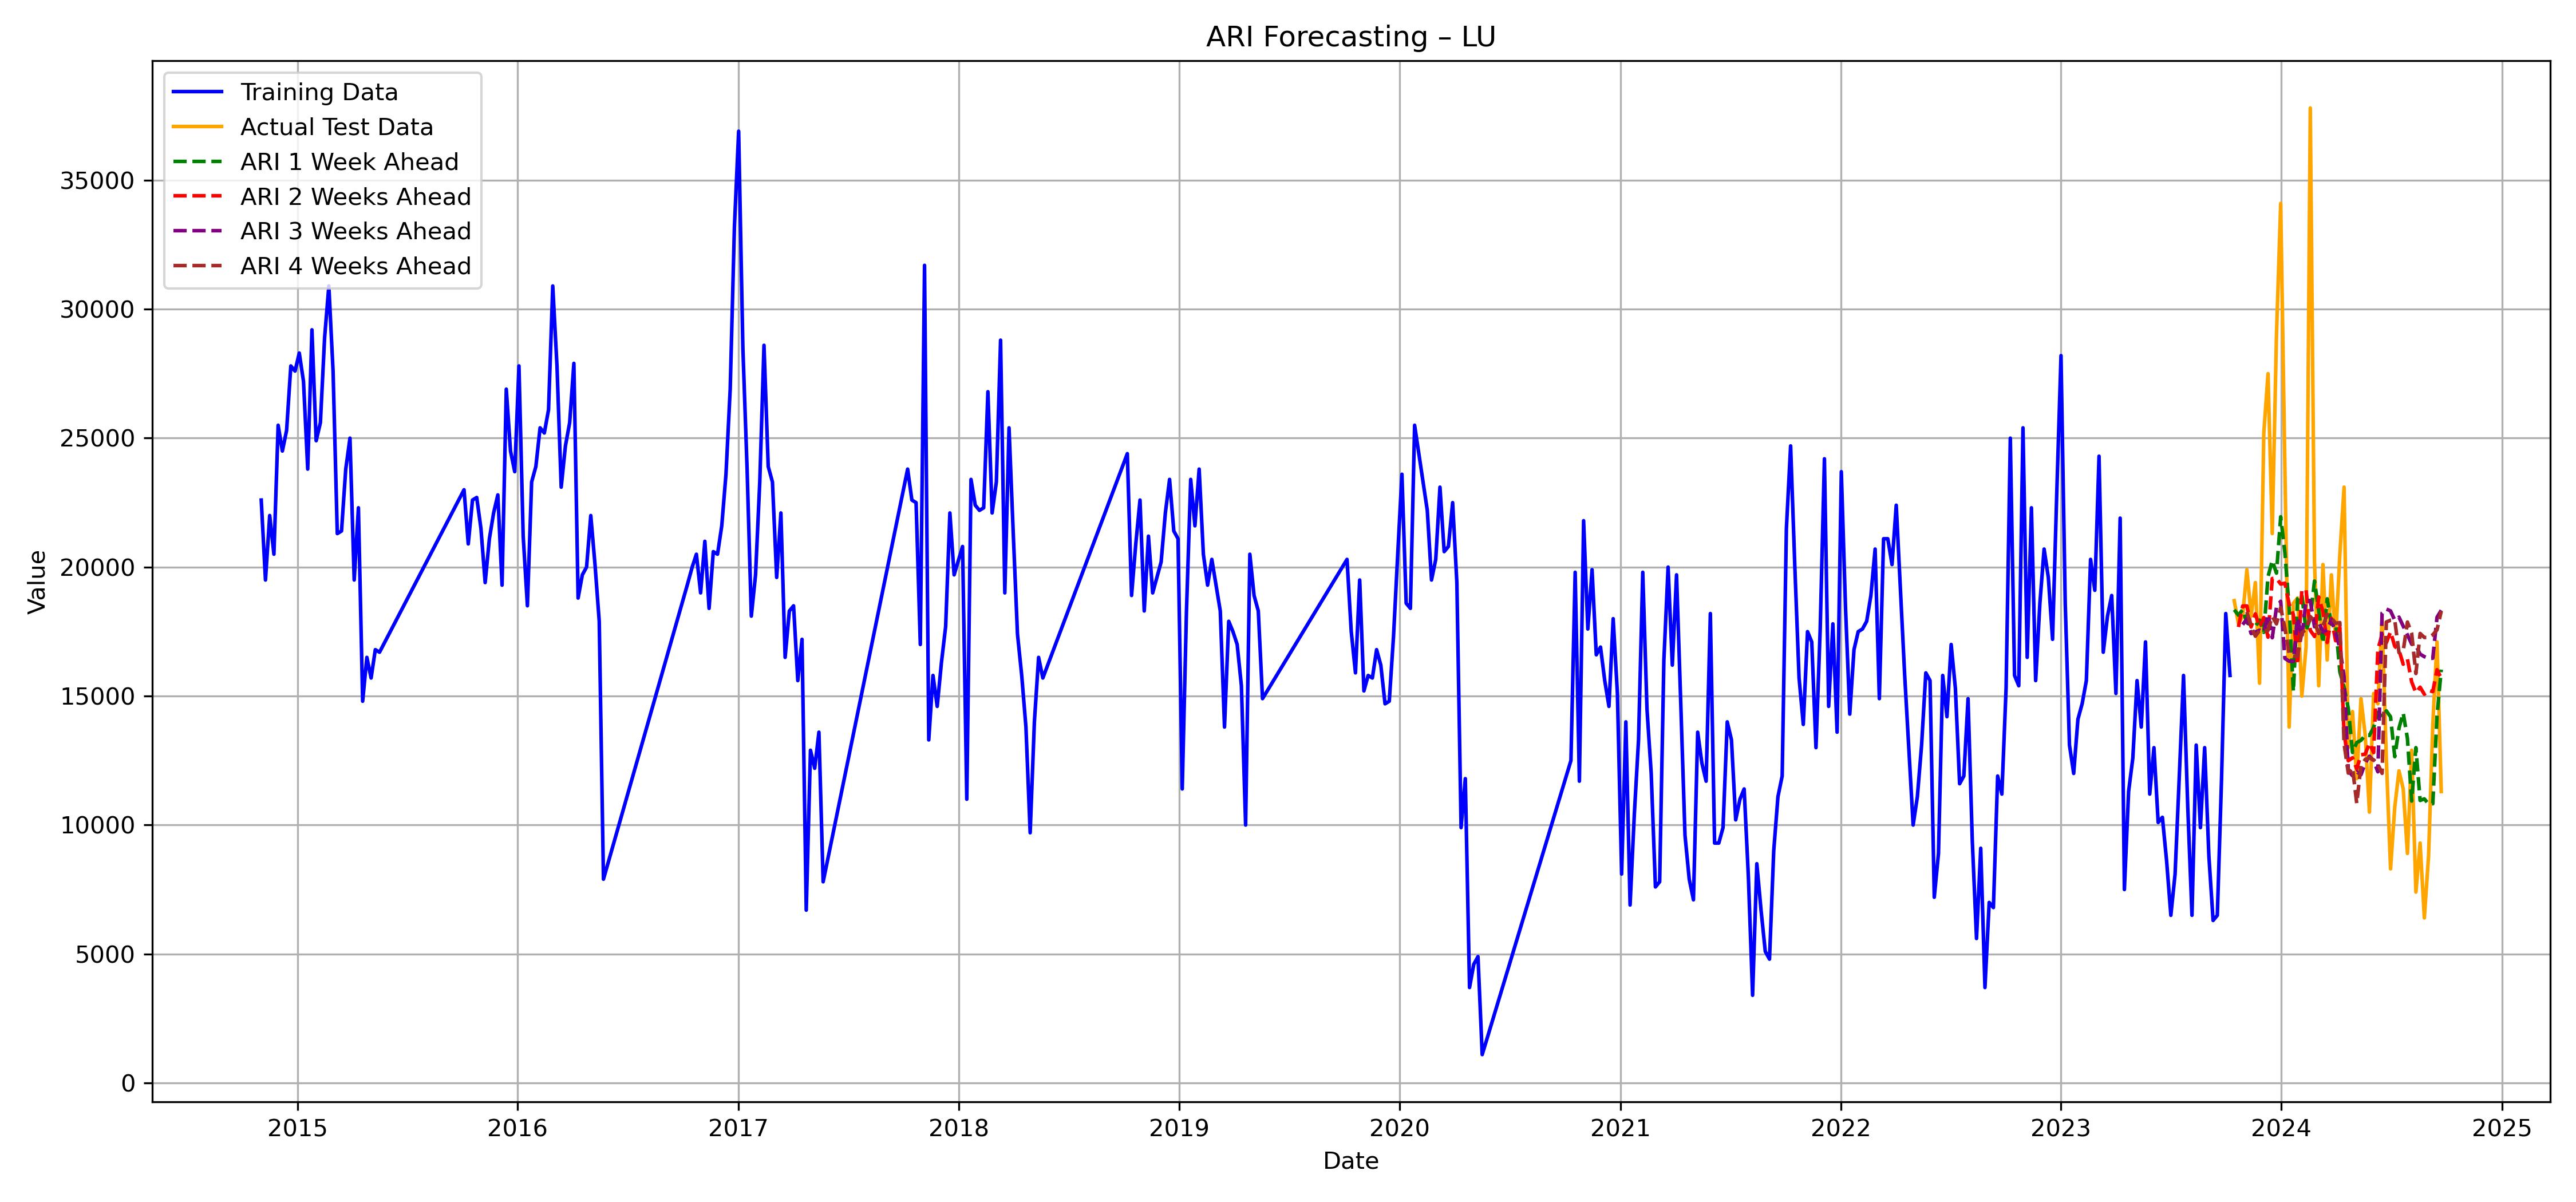 ARI Forecasting – LU
Training Data
Actual Test Data
ARI 1 Week Ahead
ARI 2 Weeks Ahead
ARI 3 Weeks Ahead
ARI 4 Weeks Ahead
Value
35000
30000
25000
20000
15000
10000
5000
0
2015 2016 2017 2018 2019 2020 2021 2022 2023 2024 2025
Date